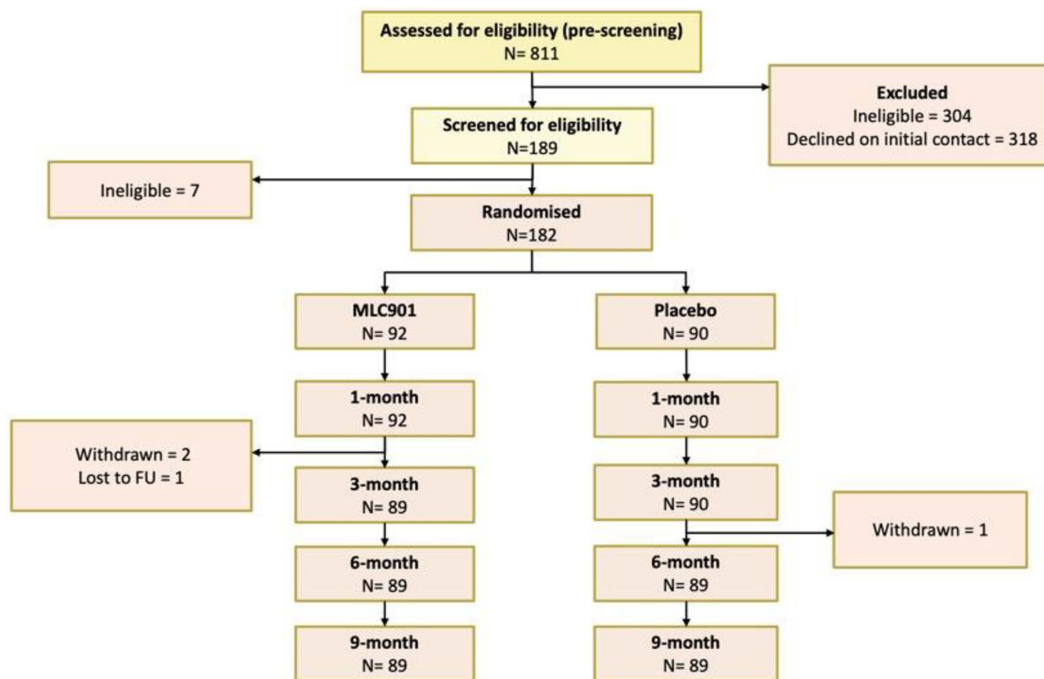 Assessed for eligibility (pre-screening)
N= 811
Excluded
Ineligible = 304
Declined on initial contact = 318
Screened for eligibility
N=189
Ineligible = 7
Randomised
N=182
MLC901
N= 92
Placebo
N= 90
1-month
N= 92
1-month
N= 90
Withdrawn = 2
Lost to FU = 1
3-month
N= 89
3-month
N= 90
Withdrawn = 1
6-month
N= 89
6-month
N= 89
9-month
N= 89
9-month
N= 89